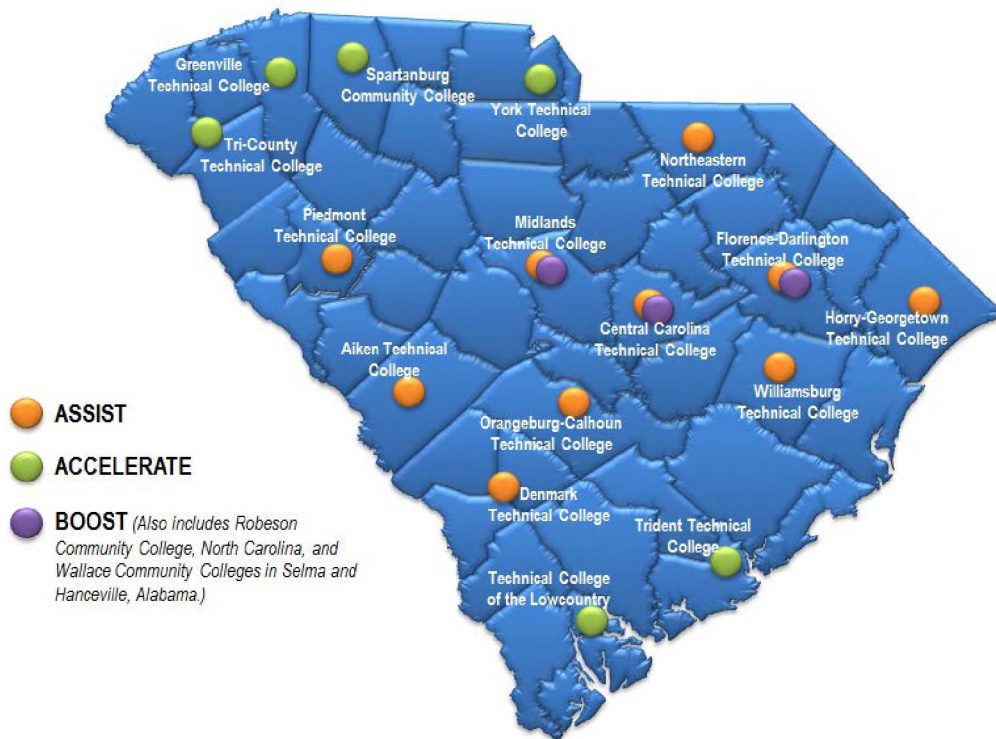 Greenville
Technical College
Spartanburg
Community College
York Technical
College
Tri-County
Technical College
Northeastern
Technical College
Piedmont
Technical College
Midlands
Technical College
Florence-Darlington
Technical College
Central Carolina
Technical College
Horry-Georgetown
Technical College
Aiken Technical
College
Williamsburg
Technical College
Orangeburg-Calhoun
Technical College
Denmark
Technical College
Trident Technical
College
Technical College
of the Lowcountry
ASSIST
ACCELERATE
BOOST (Also includes Robeson
Community College, North Carolina, and
Wallace Community Colleges in Selma and
Hanceville, Alabama.)